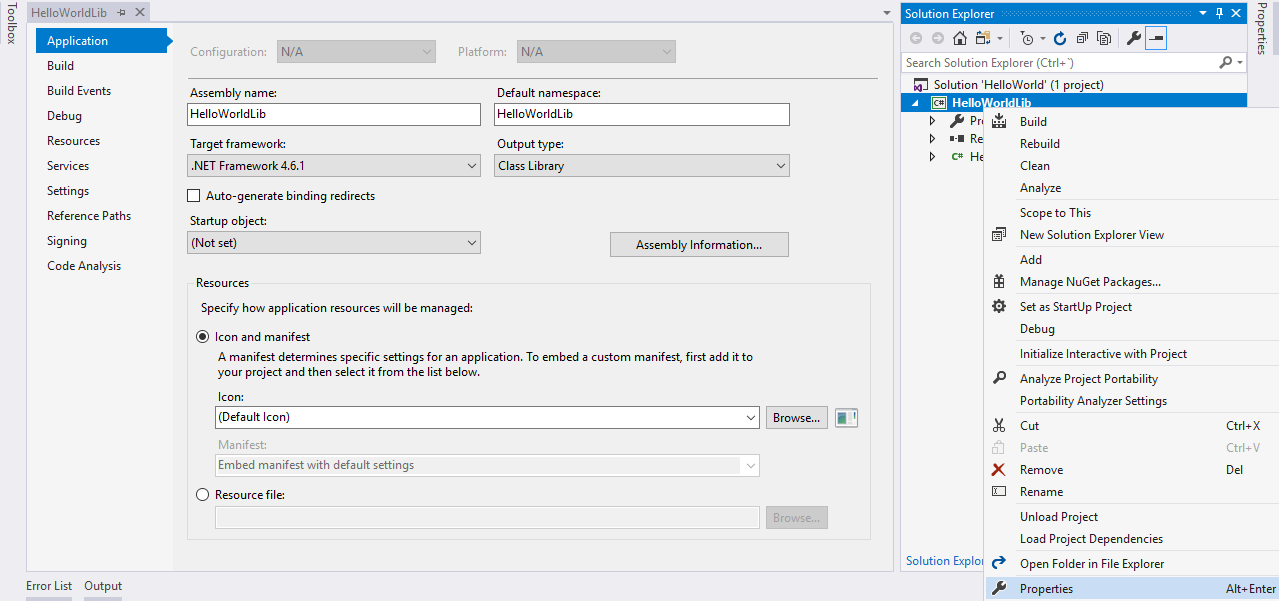 Toolbox
HelloWorldLib
Application
Build
Build Events
Debug
Resources
Services
Settings
Reference Paths
Signing
Code Analysis
Configuration: N/A Platform: N/A
Assembly name: Default namespace:
HelloWorldLib HelloWorldLib
Target framework: Output type:
.NET Framework 4.6.1 Class Library
Auto-generate binding redirects
Startup object:
(Not set) Assembly Information...
Resources
Specify how application resources will be managed:
Icon and manifest
A manifest determines specific settings for an application. To embed a custom manifest, first add it to
your project and then select it from the list below.
Icon:
(Default Icon) Browse...
Manifest:
Embed manifest with default settings
Resource file:
Browse...
Error List Output
Solution Explorer
Search Solution Explorer (Ctrl+¨)
Solution 'HelloWorld' (1 project)
C# HelloWorldLib
Pr
Re
C# He
Solution Explo
Build
Rebuild
Clean
Analyze
Scope to This
New Solution Explorer View
Add
Manage NuGet Packages...
Set as StartUp Project
Debug
Initialize Interactive with Project
Analyze Project Portability
Portability Analyzer Settings
Cut Ctrl+X
Paste Ctrl+V
Remove Del
Rename
Unload Project
Load Project Dependencies
Open Folder in File Explorer
Properties Alt+Enter
Properties